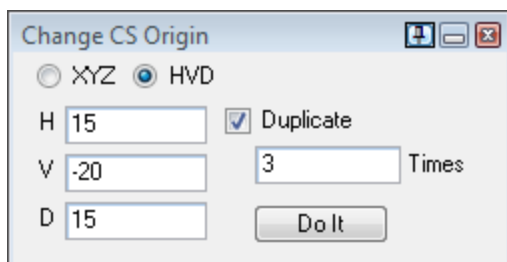 Change CS Origin
XYZ HVD
H 15 Duplicate
V -20 3 Times
D 15 Do It